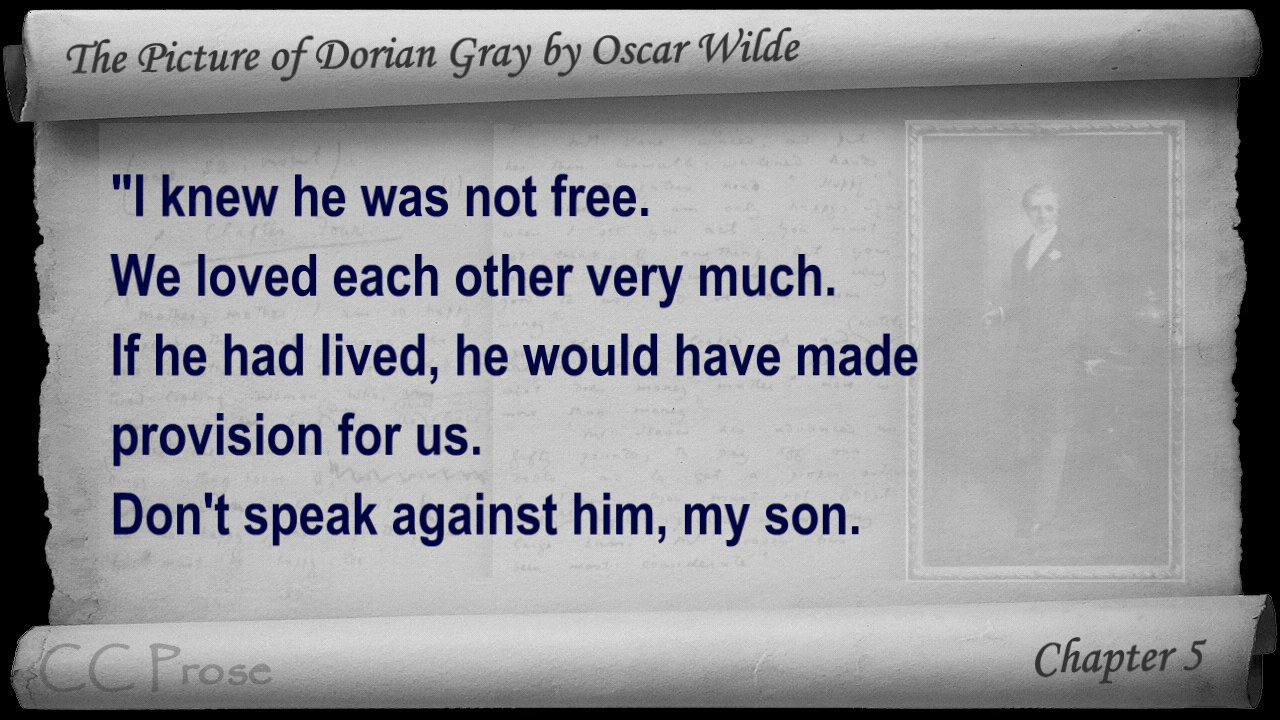 The Picture of Dorian Gray by Oscar Wilde
"I knew he was not free.
We loved each other very much.
If he had lived, he would have made
provision for us.
Don't speak against him, my son.
CC Prose
Chapter 5